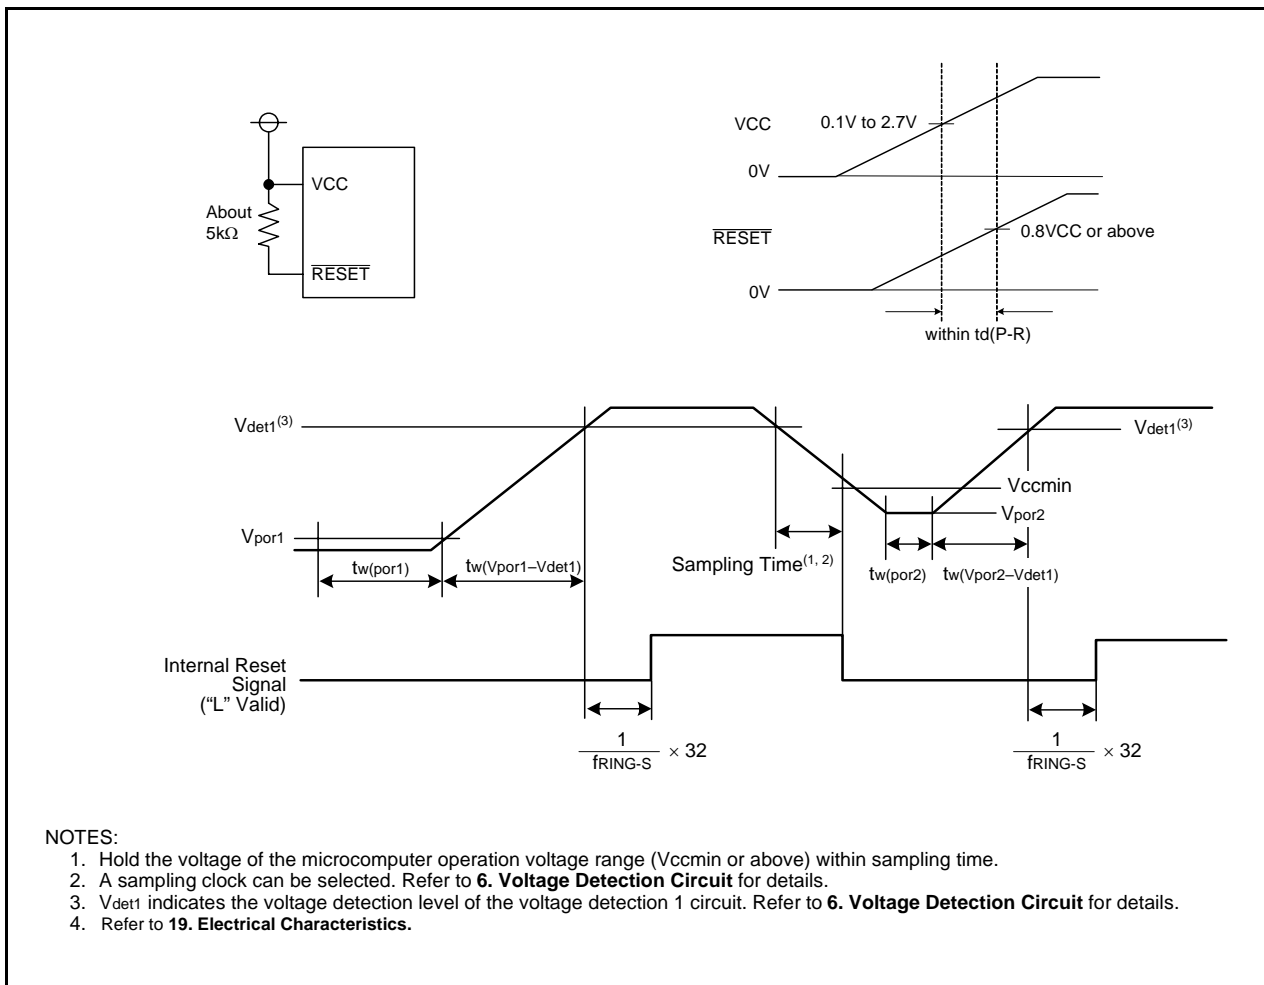 VCC
About
5kΩ
RESET
VCC
0.1V to 2.7V
0V
RESET
0.8VCC or above
0V
within td(P-R)
Vdet1(3)
Vdet1(3)
Vccmin
Vpor2
Vpor1
tw(por1)
tw(Vpor1–Vdet1)
Sampling Time(1, 2)
tw(por2)
tw(Vpor2–Vdet1)
Internal Reset
Signal
(“L” Valid)
1
fRING-S
× 32
1
fRING-S
× 32
NOTES:
1. Hold the voltage of the microcomputer operation voltage range (Vccmin or above) within sampling time.
2. A sampling clock can be selected. Refer to 6. Voltage Detection Circuit for details.
3. Vdet1 indicates the voltage detection level of the voltage detection 1 circuit. Refer to 6. Voltage Detection Circuit for details.
4. Refer to 19. Electrical Characteristics.